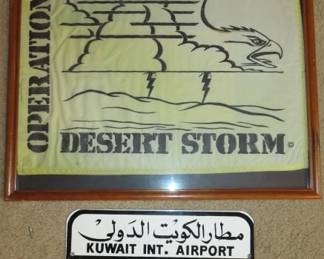 OPERATION
DESERT STORM
مطار الكويت الدولي
KUWAIT INT. AIRPORT